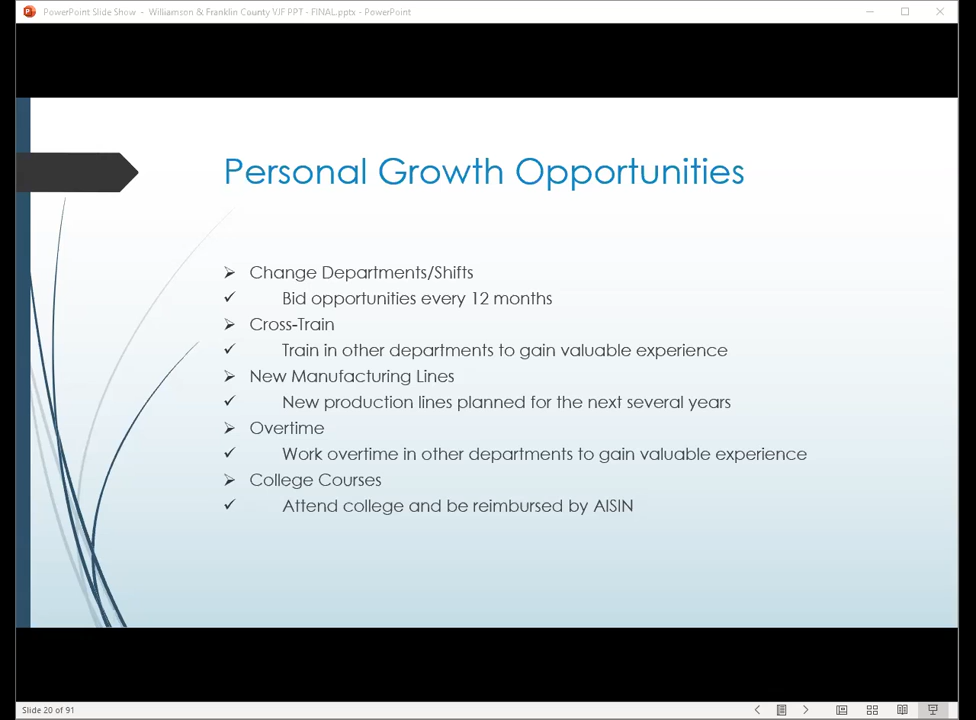 PowerPoint Slide Show - Williamson & Franklin County VJF PPT - FINAL.pptx - PowerPoint
Personal Growth Opportunities
➢ Change Departments/Shifts
✓ Bid opportunities every 12 months
➢ Cross-Train
✓ Train in other departments to gain valuable experience
➢ New Manufacturing Lines
✓ New production lines planned for the next several years
➢ Overtime
✓ Work overtime in other departments to gain valuable experience
➢ College Courses
✓ Attend college and be reimbursed by AISIN
Slide 20 of 91